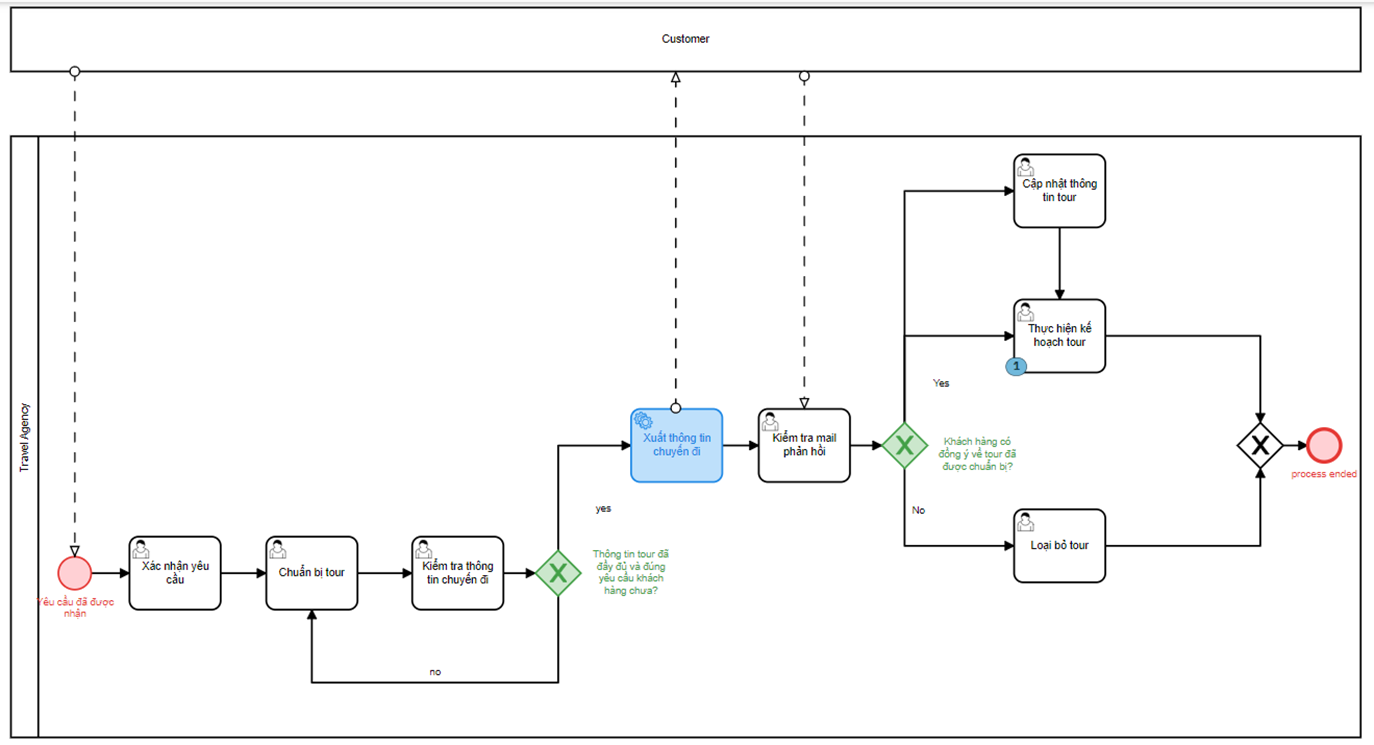 Customer
Travel Agency
Cập nhật thông
tin tour
Thực hiện kế
hoạch tour
1
Yes
Xuất thông tin
chuyến đi
Kiểm tra mail
phản hồi
Khách hàng có
đồng ý về tour đã
được chuẩn bị?
process ended
No
yes
Loại bỏ tour
Yêu cầu đã được
nhận
Xác nhận yêu
cầu
Chuẩn bị tour
Kiểm tra thông
tin chuyến đi
Thông tin tour đã
đầy đủ và đúng
yêu cầu khách
hàng chưa?
no